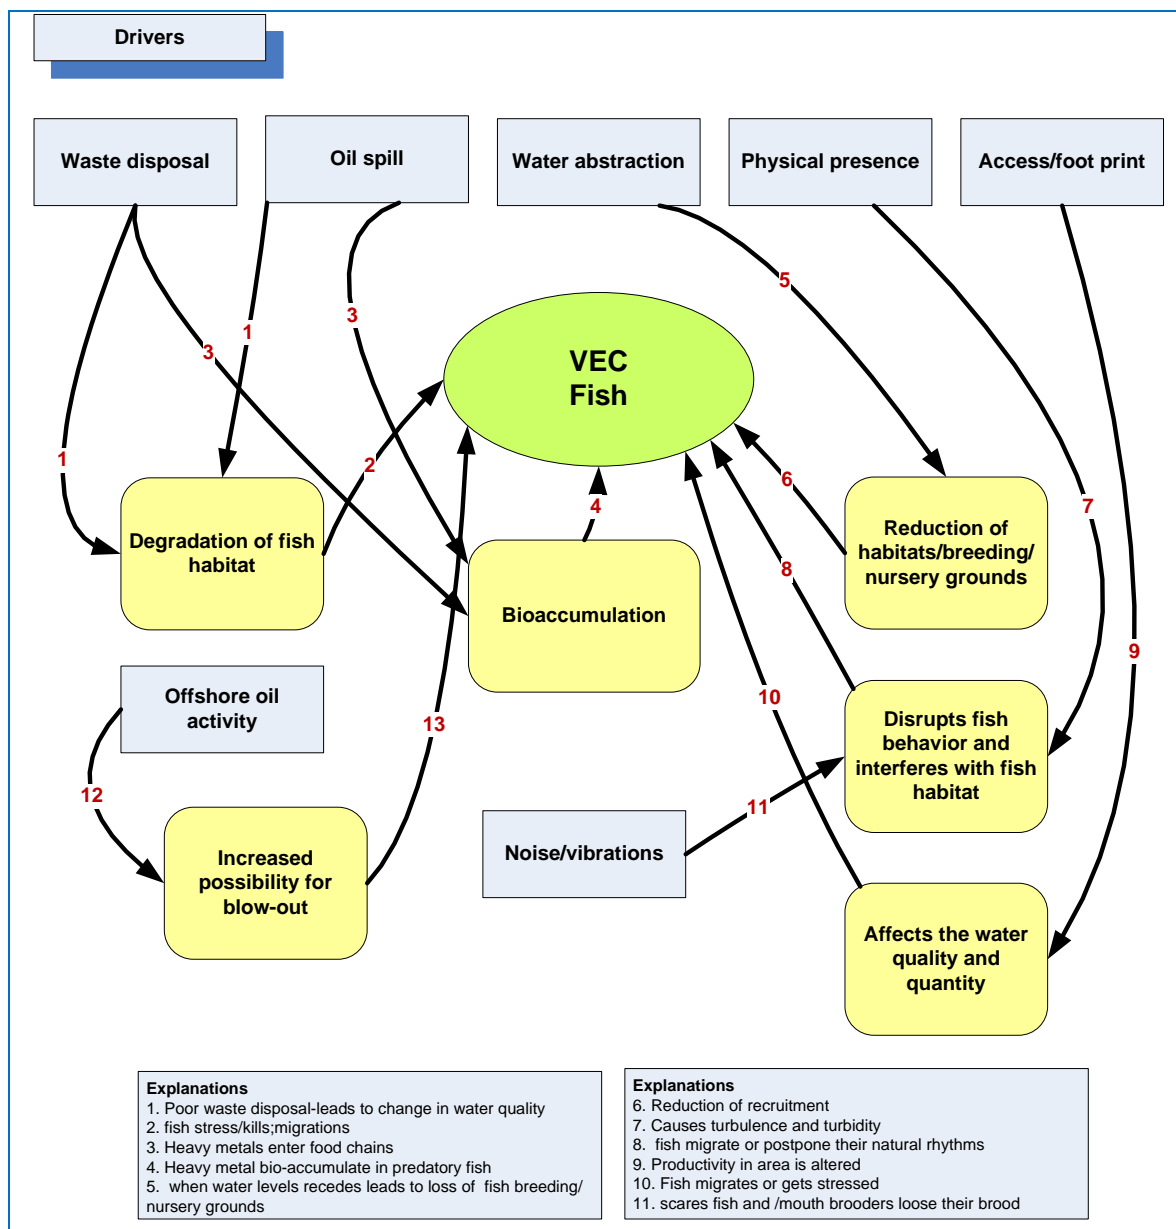 Drivers
Waste disposal
Oil spill
Water abstraction
Physical presence
Access/foot print
5
3
1
3
VEC
Fish
1
2
4
6
7
8
9
Degradation of fish
habitat
Bioaccumulation
Reduction of
habitats/breeding/
nursery grounds
Offshore oil
activity
10
13
Disrupts fish
behavior and
interferes with fish
habitat
12
11
Noise/vibrations
Increased
possibility for
blow-out
Affects the water
quality and
quantity
Explanations
1. Poor waste disposal-leads to change in water quality
2. fish stress/kills;migrations
3. Heavy metals enter food chains
4. Heavy metal bio-accumulate in predatory fish
5. when water levels recedes leads to loss of fish breeding/
nursery grounds
Explanations
6. Reduction of recruitment
7. Causes turbulence and turbidity
8. fish migrate or postpone their natural rhythms
9. Productivity in area is altered
10. Fish migrates or gets stressed
11. scares fish and /mouth brooders loose their brood